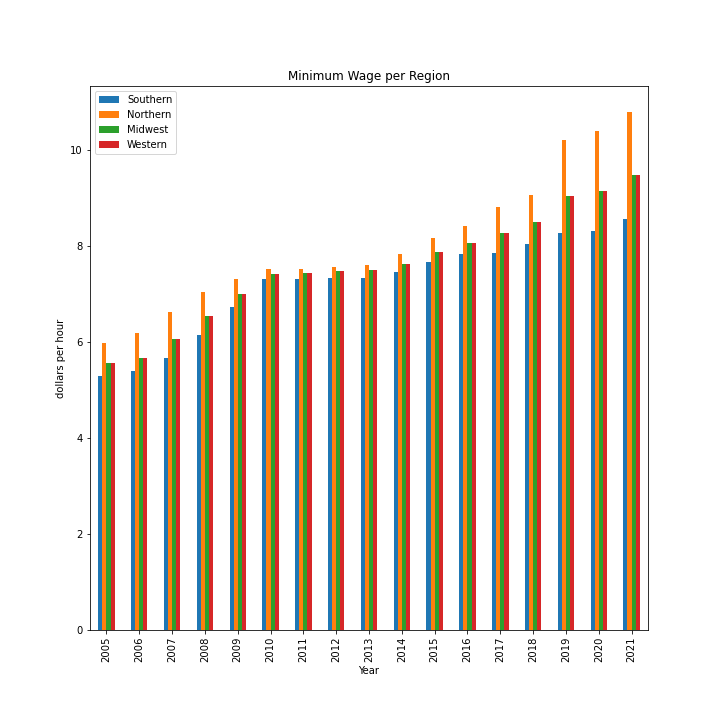 Minimum Wage per Region
Southern
Northern
Midwest
Western
10
8
6
4
2
0
dollars per hour
2005 2006 2007 2008 2009 2010 2011 2012 2013 2014 2015 2016 2017 2018 2019 2020 2021
Year